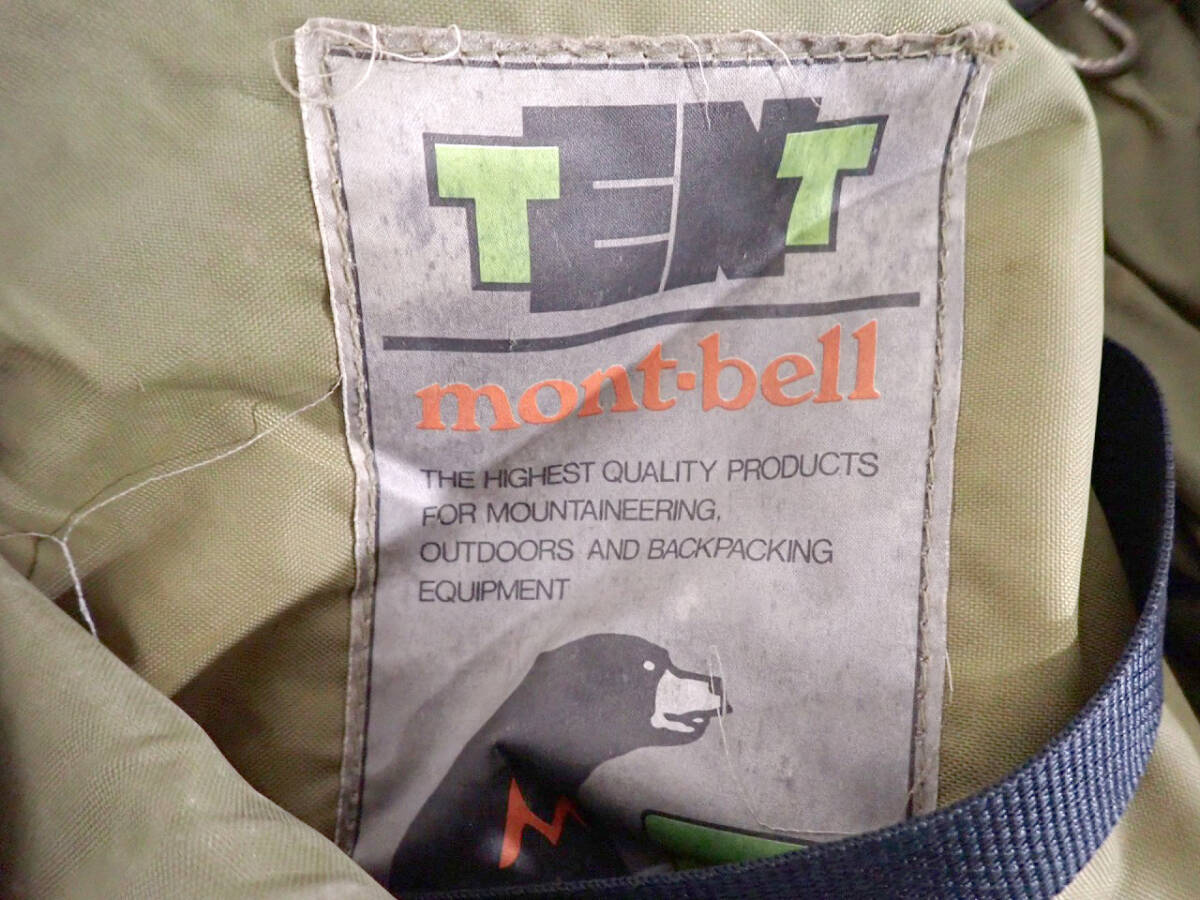 TENT
mont·bell
THE HIGHEST QUALITY PRODUCTS
FOR MOUNTAINEERING,
OUTDOORS AND BACKPACKING
EQUIPMENT
M